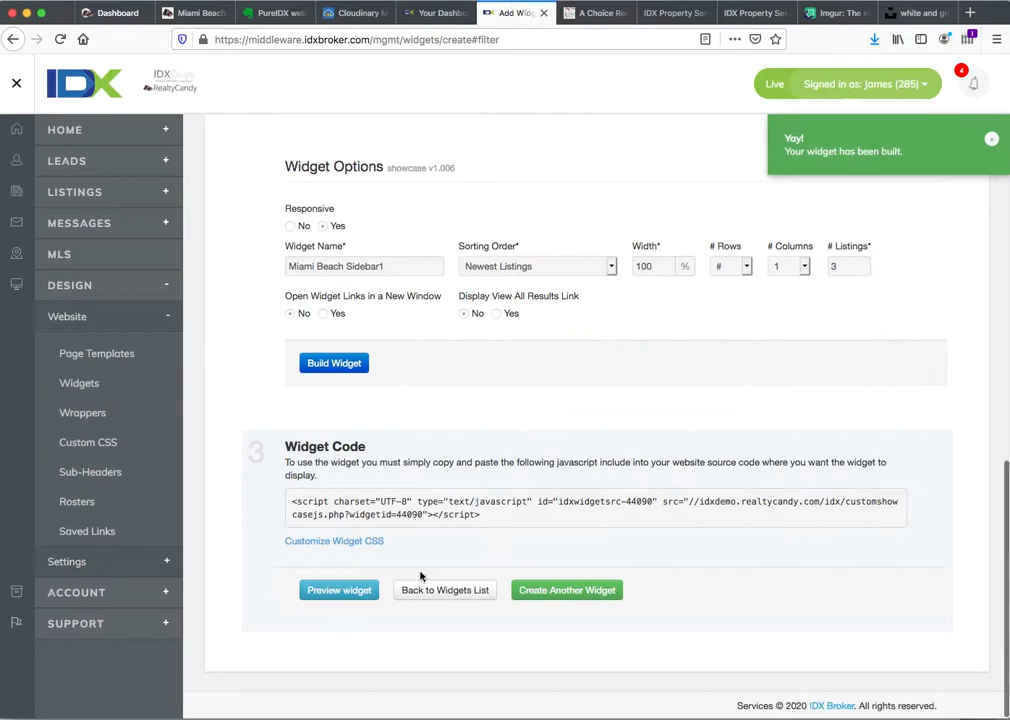 Dashboard
Miami Beach
PureIDX web
Cloudinary M
Your Dashbo
Add Widg
A Choice Re
IDX Property Se
IDX Property Se
Imgur: The m
white and gr
https://middleware.idxbroker.com/mgmt/widgets/create#filter
IDX
IDXGuys
RealtyCandy
Live
Signed in as: James (285)
4
HOME +
LEADS +
LISTINGS +
MESSAGES +
MLS
DESIGN -
Website -
Page Templates
Widgets
Wrappers
Custom CSS
Sub-Headers
Rosters
Saved Links
Settings +
ACCOUNT +
SUPPORT +
Yay!
Your widget has been built.
Widget Options showcase v1.006
Responsive
No Yes
Widget Name* Sorting Order* Width* # Rows # Columns # Listings*
Miami Beach Sidebar1 Newest Listings 100 % # 1 3
Open Widget Links in a New Window Display View All Results Link
No Yes No Yes
Build Widget
3
Widget Code
To use the widget you must simply copy and paste the following javascript include into your website source code where you want the widget to
display.
<script charset="UTF-8" type="text/javascript" id="idxwidgetsrc-44090" src="//idxdemo.realtycandy.com/idx/customshow
casejs.php?widgetid=44090"></script>
Customize Widget CSS
Preview widget Back to Widgets List Create Another Widget
Services © 2020 IDX Broker. All rights reserved.